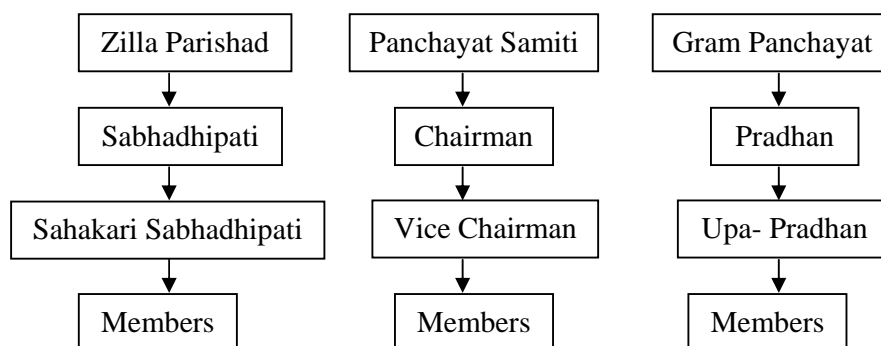 Zilla Parishad
Panchayat Samiti
Gram Panchayat
Sabhadhipati
Chairman
Pradhan
Sahakari Sabhadhipati
Vice Chairman
Upa- Pradhan
Members
Members
Members